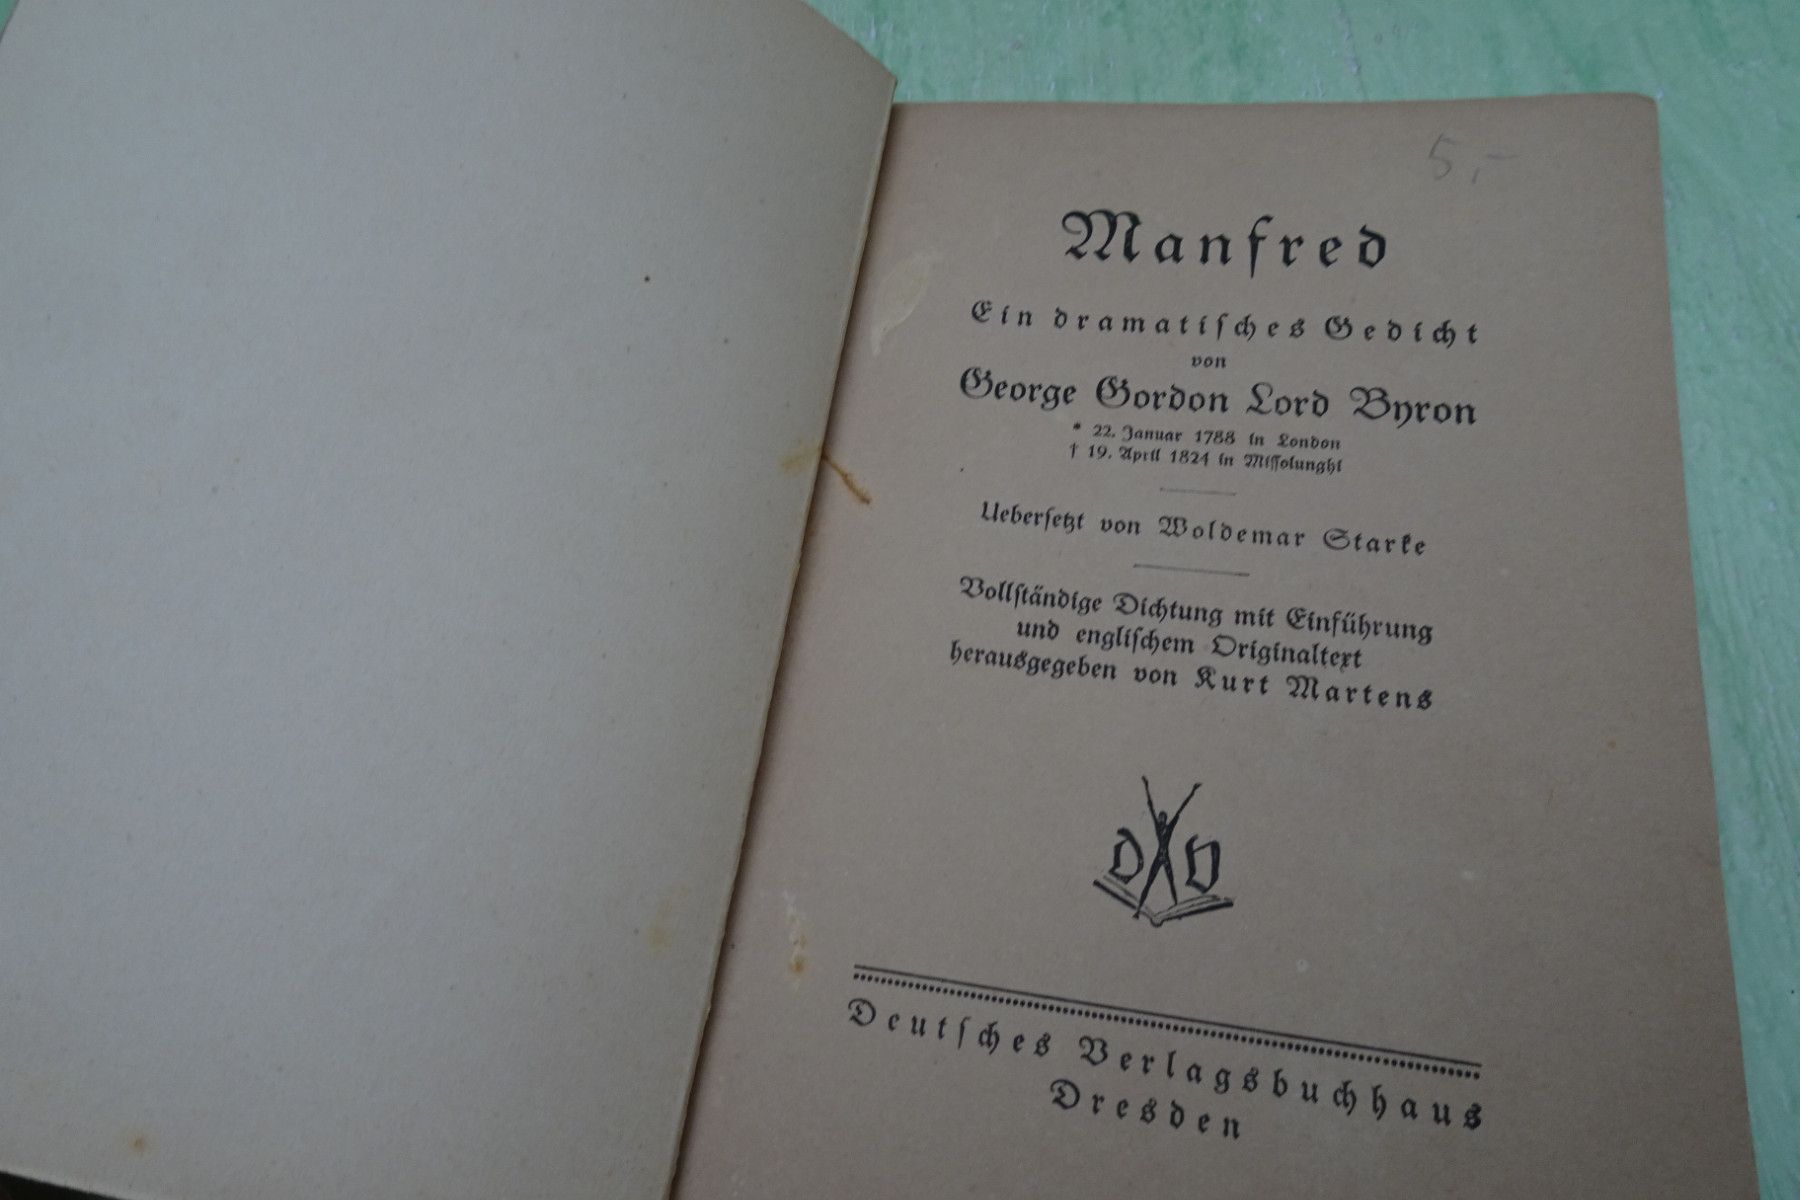 5,-
Manfred
Ein dramatiſches Gedicht
von
George Gordon Lord Byron
* 22. Januar 1788 in London
† 19. April 1824 in Miſſolunghi
Ueberſetzt von Woldemar Starke
Vollſtändige Dichtung mit Einführung
und engliſchem Originaltext
herausgegeben von Kurt Martens
D V
Deutſches Verlagsbuchhaus
Dresden